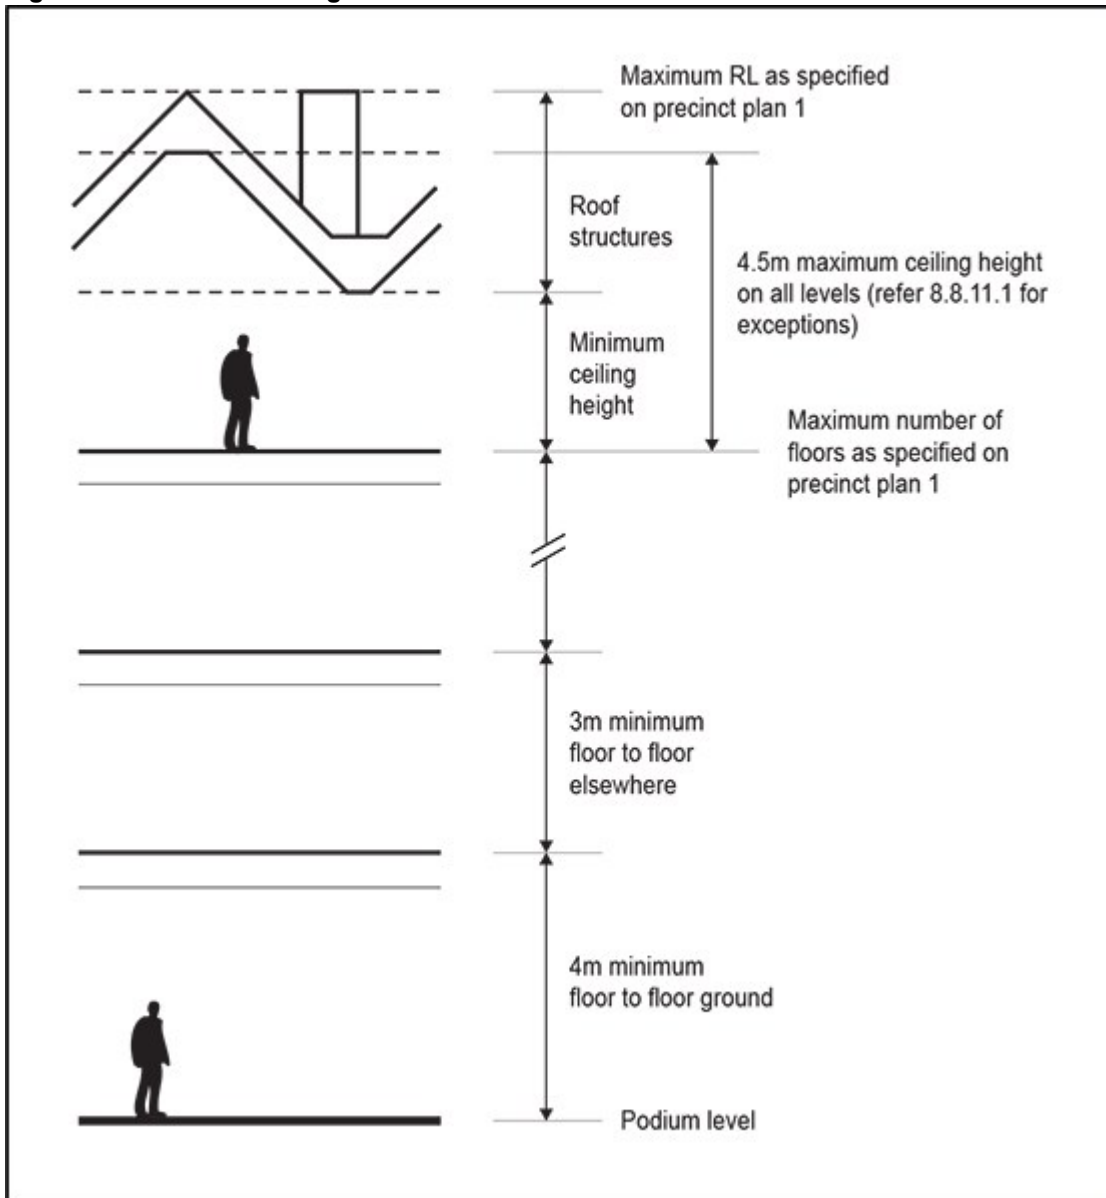 Maximum RL as specified
on precinct plan 1
Roof
structures
4.5m maximum ceiling height
on all levels (refer 8.8.11.1 for
exceptions)
Minimum
ceiling
height
Maximum number of
floors as specified on
precinct plan 1
3m minimum
floor to floor
elsewhere
4m minimum
floor to floor ground
Podium level